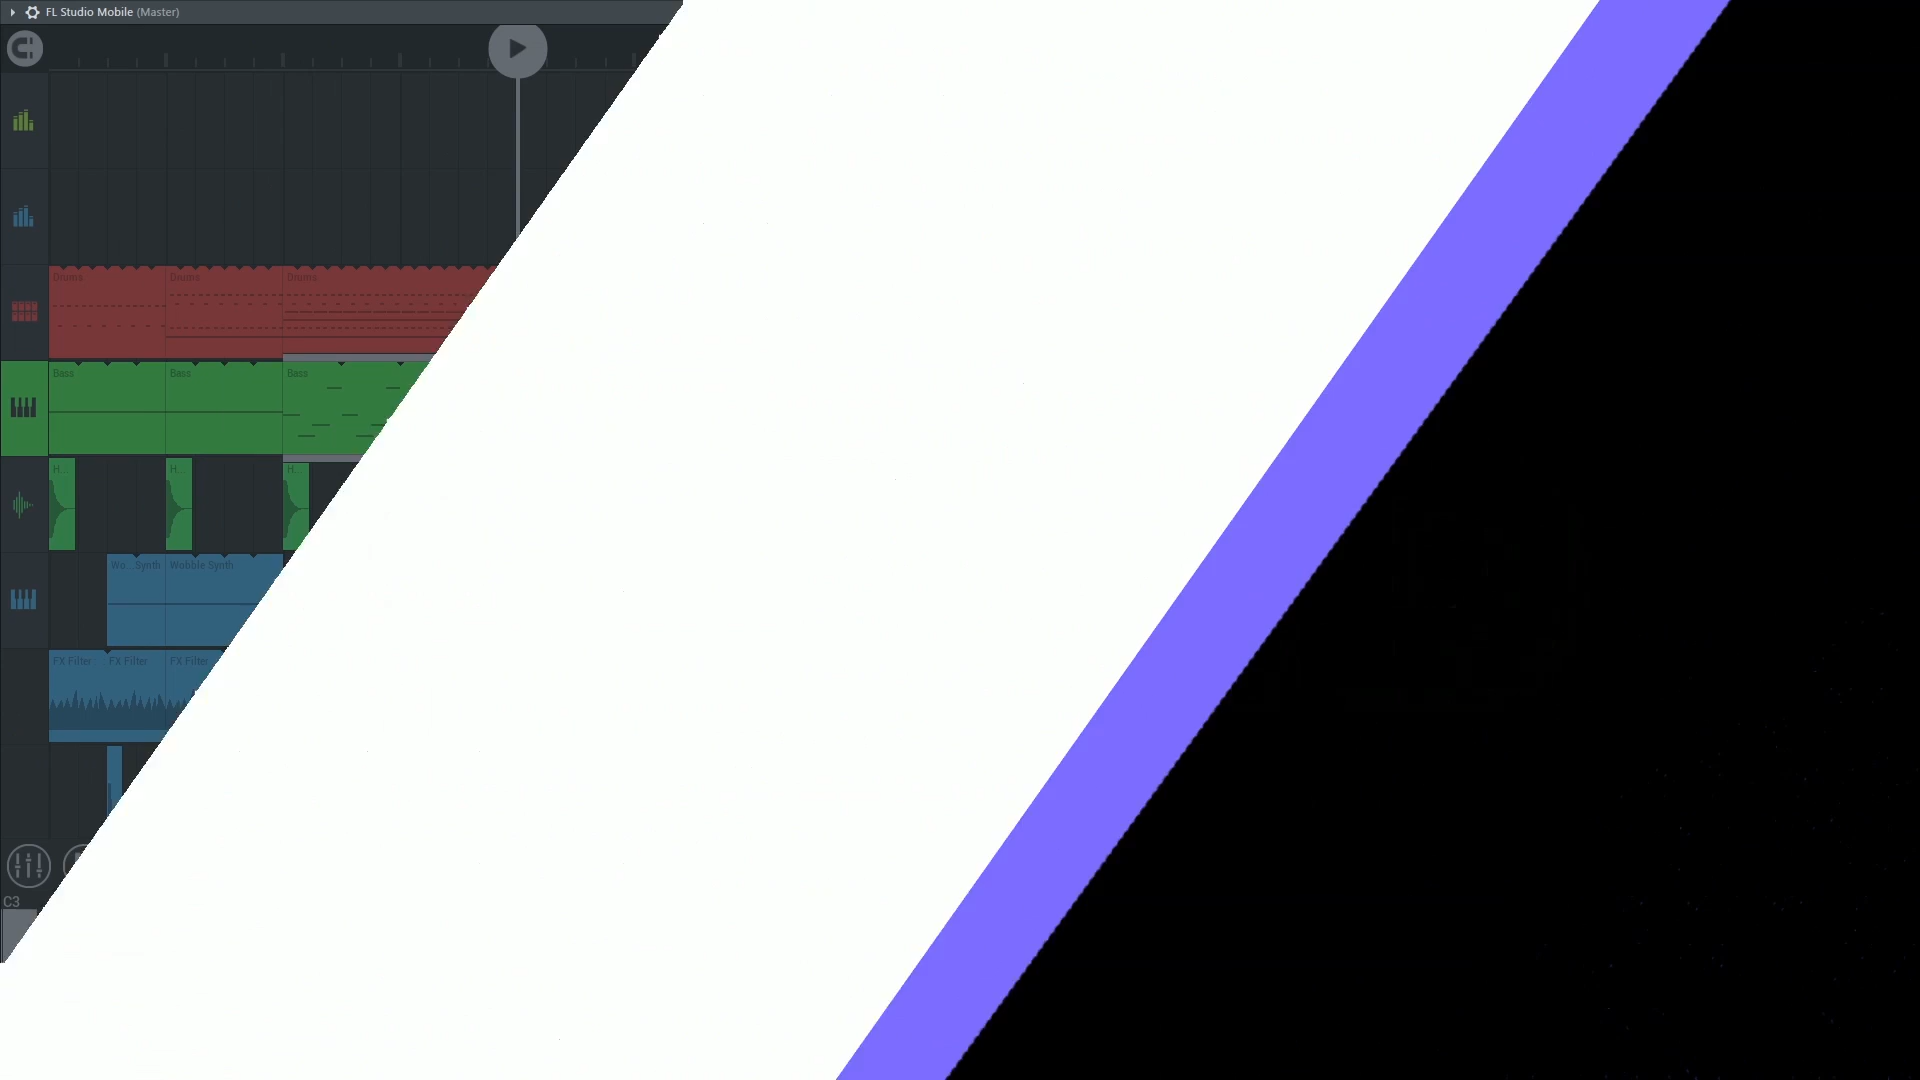 FL Studio Mobile (Master)
Drums Drums Drums
Bass Bass Bass
H... H... H...
Wo...Synth Wobble Synth
FX Filter FX Filter FX Filter
C3